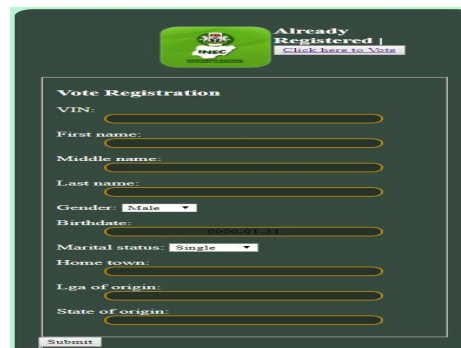 Already
Registered |
Click here to Vote
INEC
Vote Registration
VIN:
First name:
Middle name:
Last name:
Gender: Male
Birthdate:
0000-01-31
Marital status: Single
Home town:
Lga of origin:
State of origin:
Submit